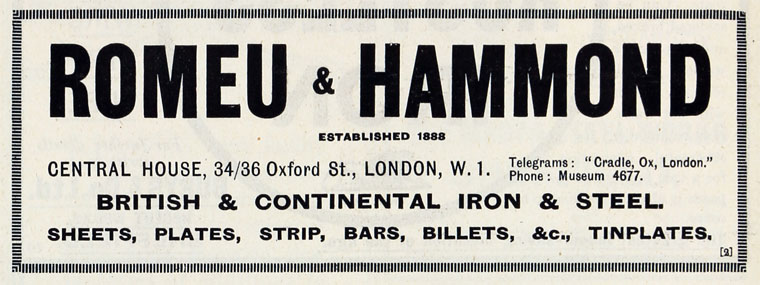 ROMEU & HAMMOND
ESTABLISHED 1888
CENTRAL HOUSE, 34/36 Oxford St., LONDON, W. 1.
Telegrams: "Cradle, Ox, London."
Phone: Museum 4677.
BRITISH & CONTINENTAL IRON & STEEL.
SHEETS, PLATES, STRIP, BARS, BILLETS, &c., TINPLATES.
[9]